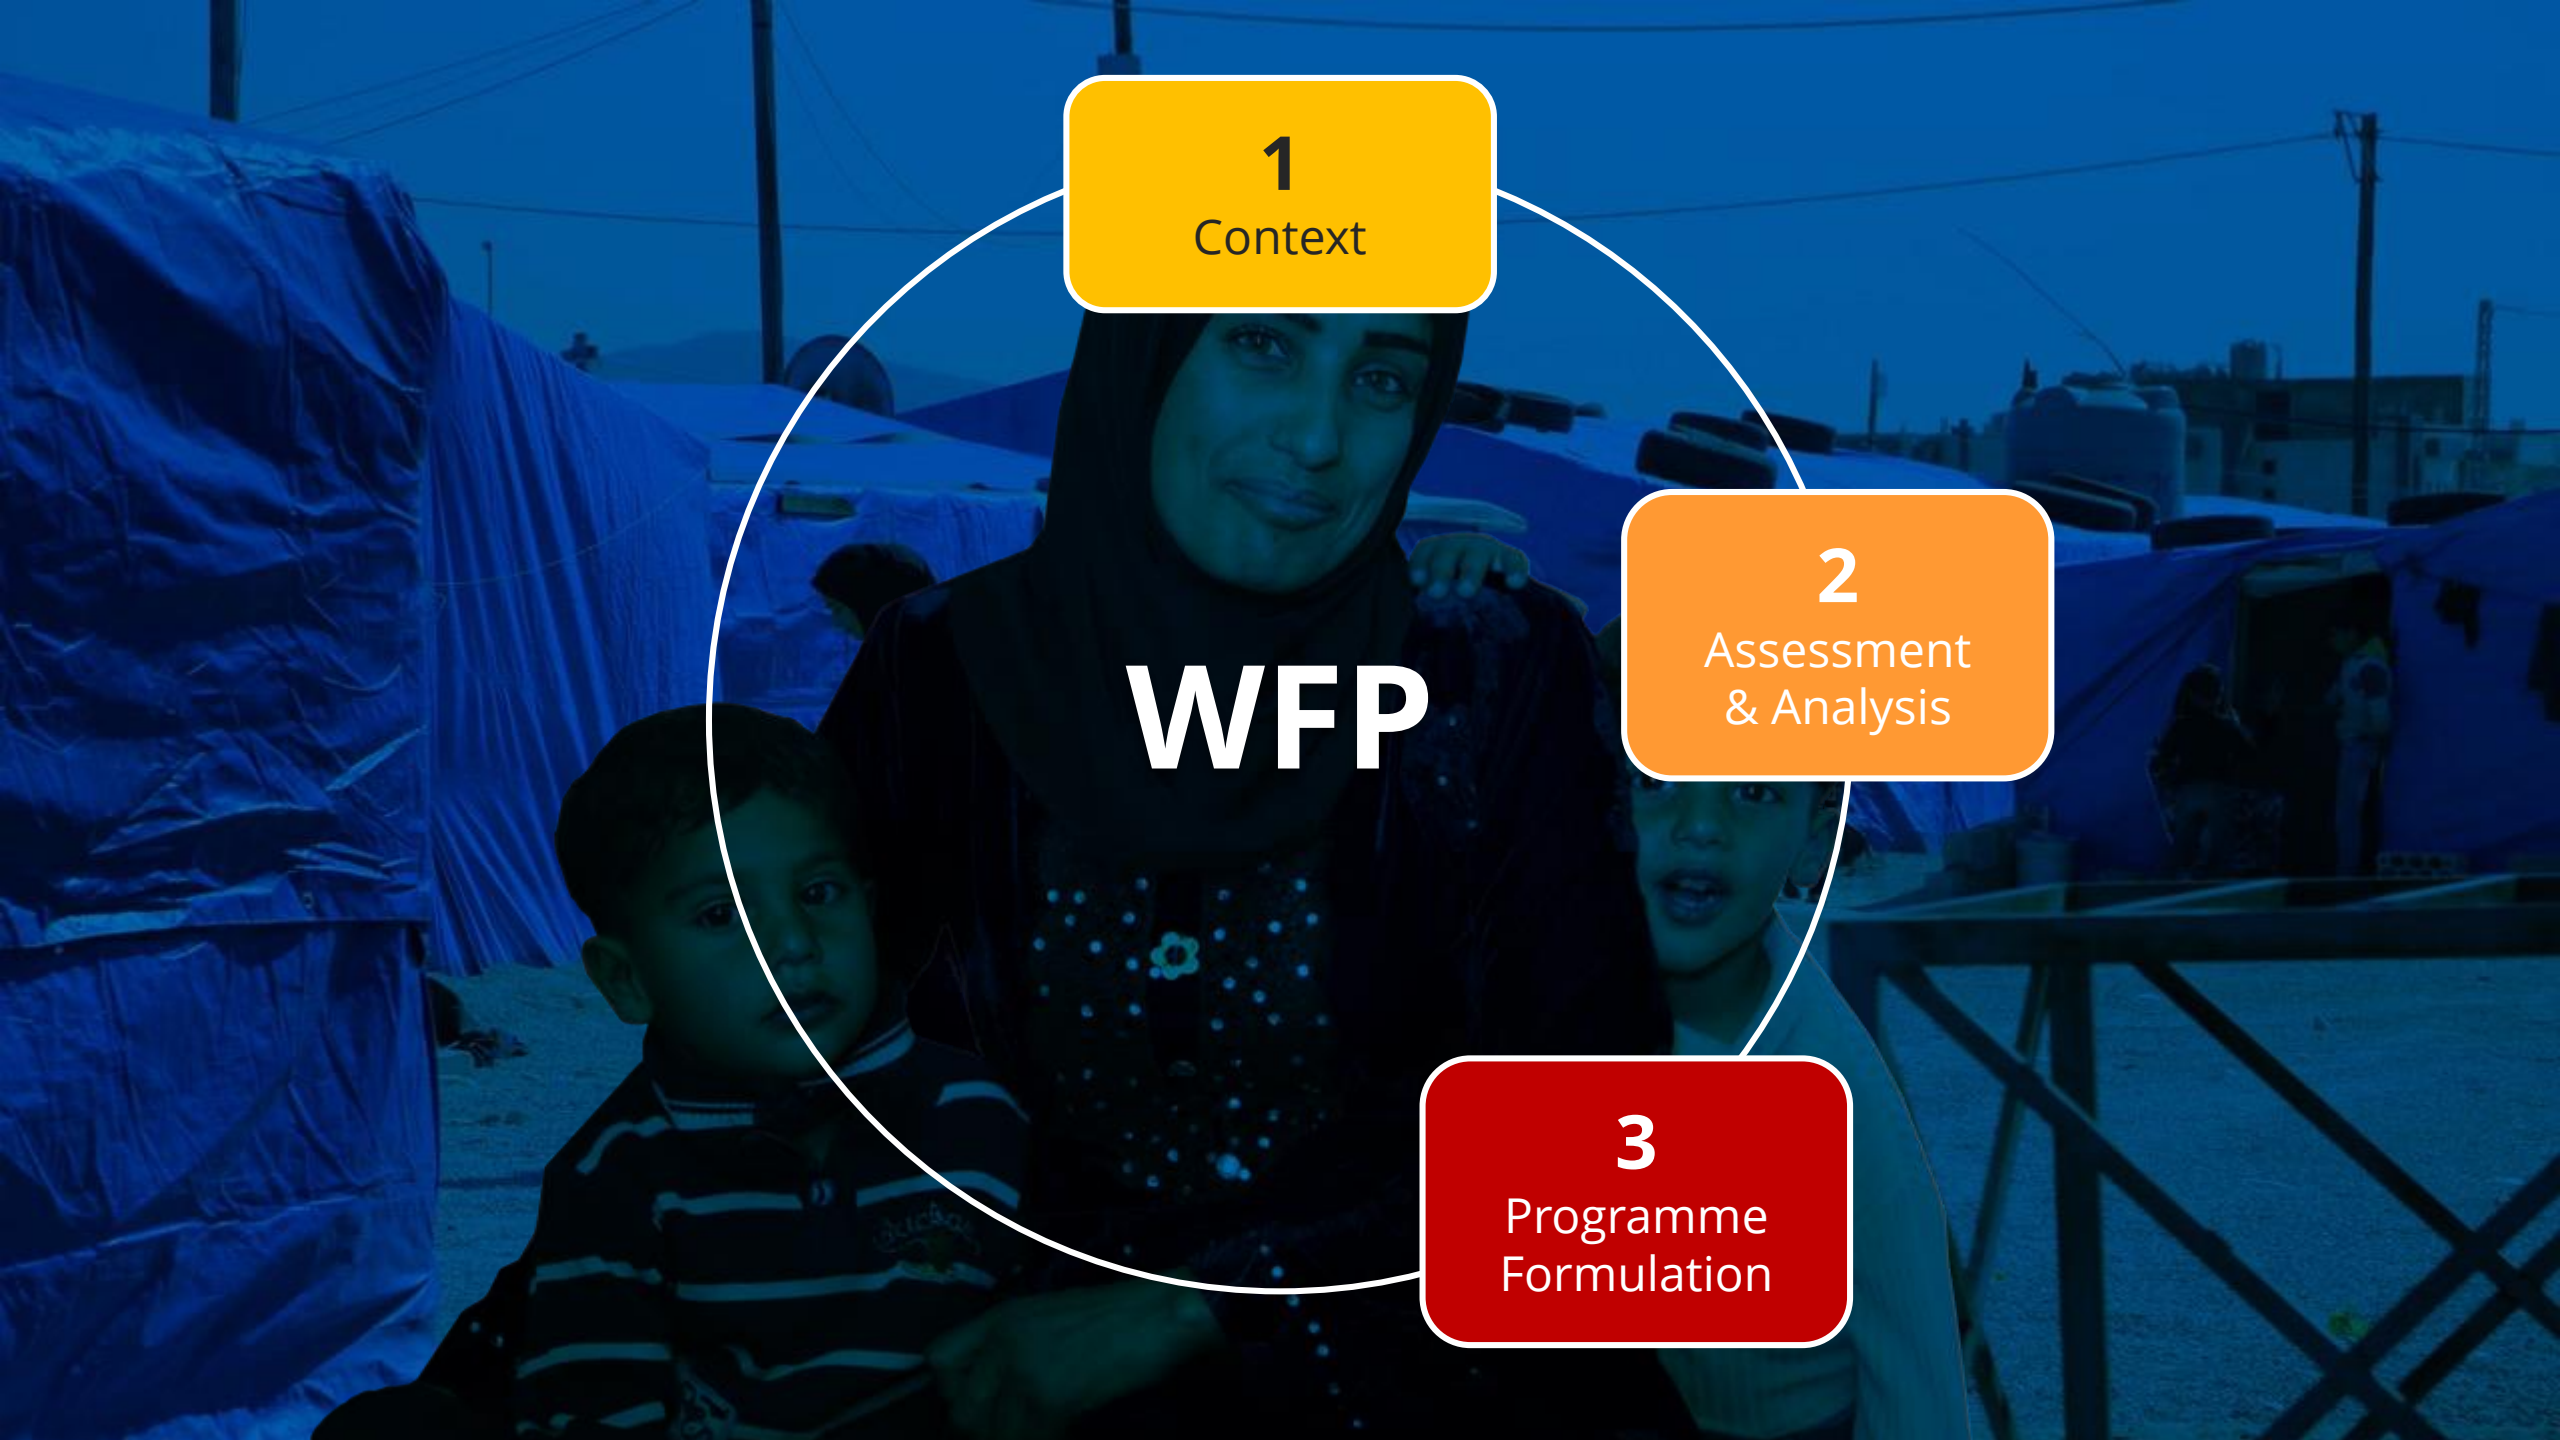 1
Context
2
Assessment
& Analysis
WFP
3
Programme
Formulation